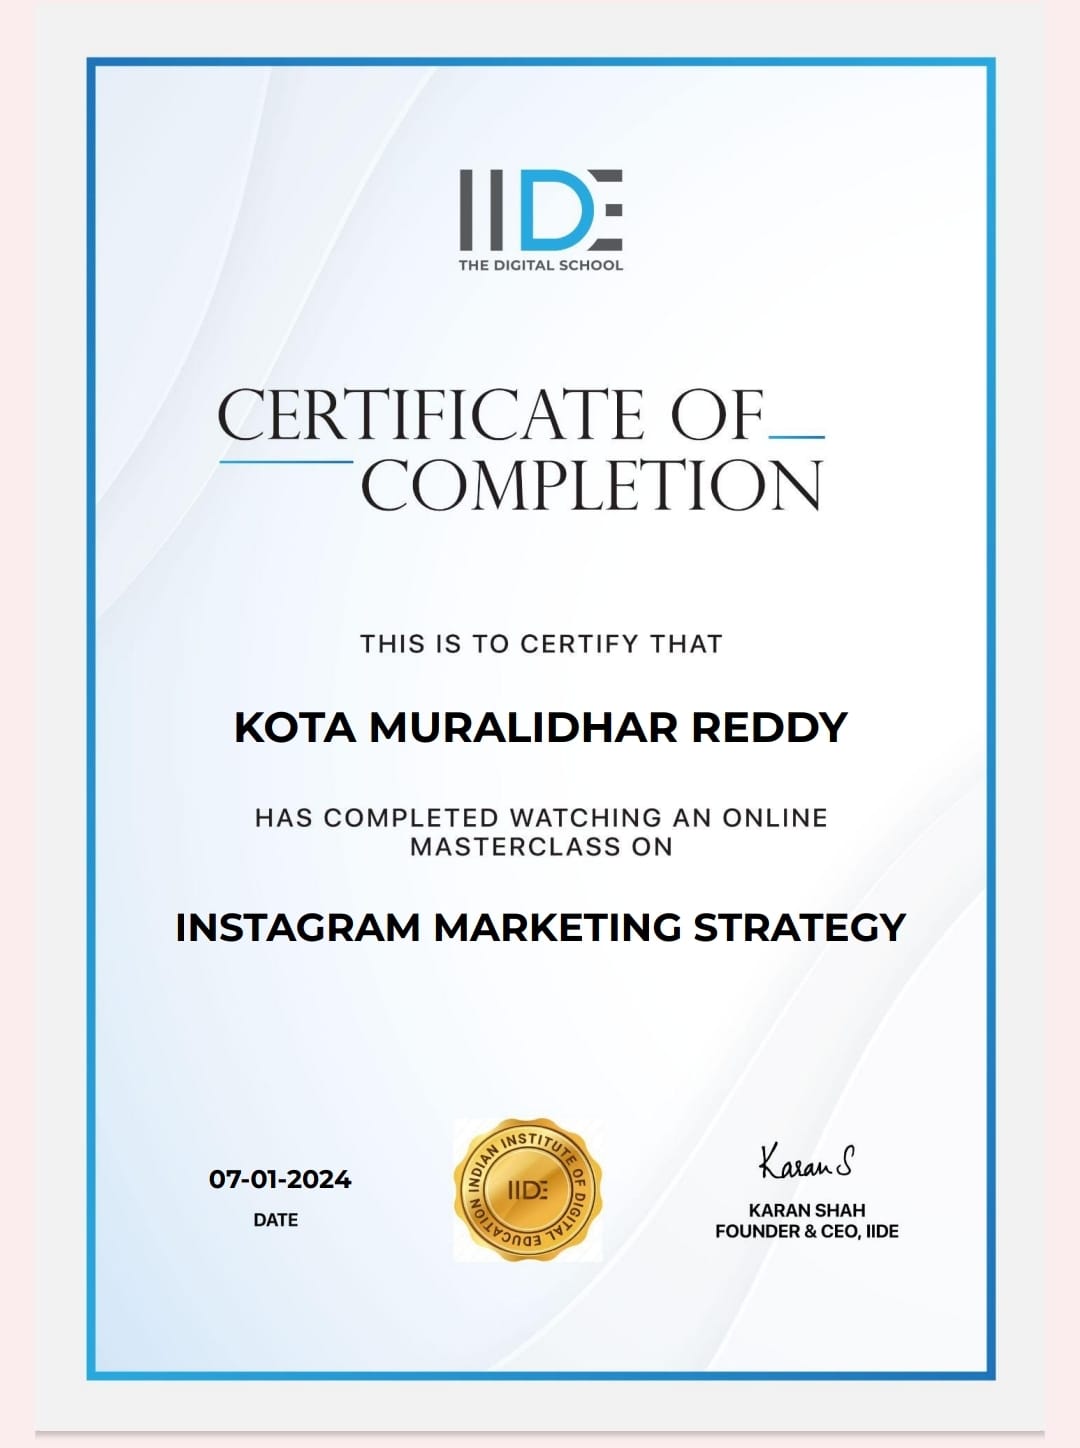 IIDE
THE DIGITAL SCHOOL
CERTIFICATE OF
COMPLETION
THIS IS TO CERTIFY THAT
KOTA MURALIDHAR REDDY
HAS COMPLETED WATCHING AN ONLINE
MASTERCLASS ON
INSTAGRAM MARKETING STRATEGY
07-01-2024
DATE
INDIAN INSTITUTE OF DIGITAL EDUCATION
IIDE
Karan S
KARAN SHAH
FOUNDER & CEO, IIDE